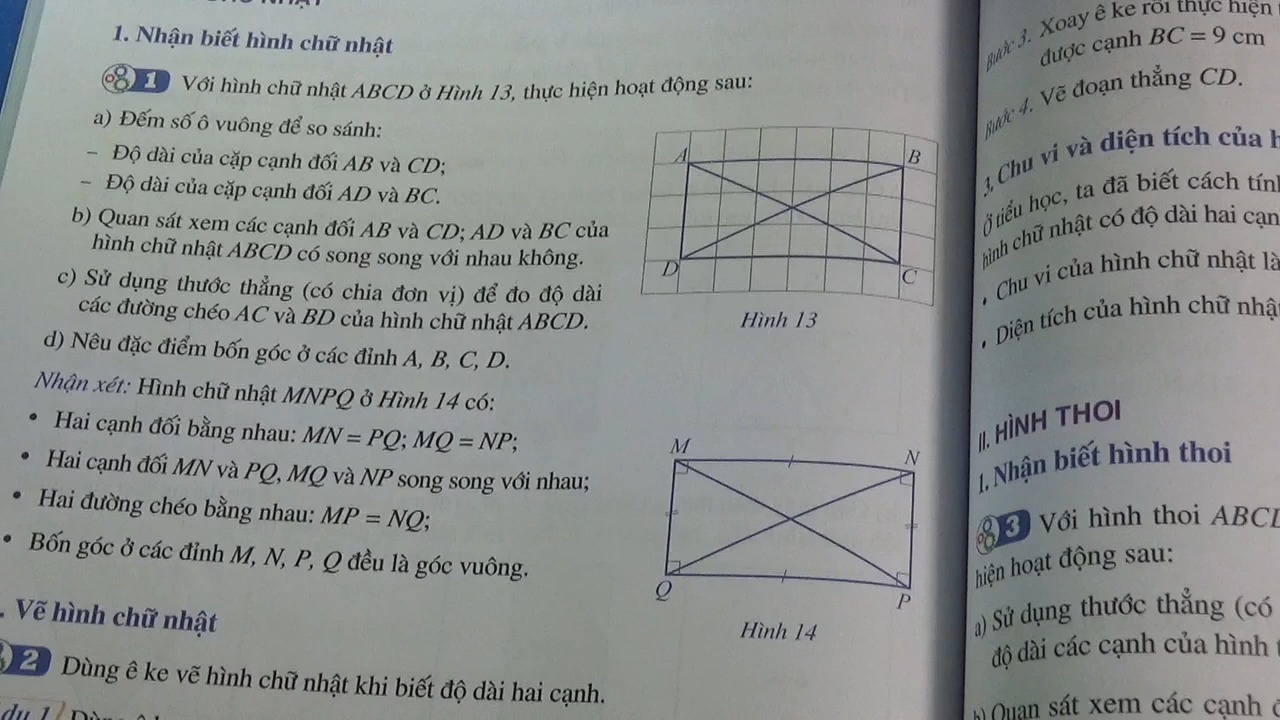 1. Nhận biết hình chữ nhật
1 Với hình chữ nhật ABCD ở Hình 13, thực hiện hoạt động sau:
a) Đếm số ô vuông để so sánh:
– Độ dài của cặp cạnh đối AB và CD;
– Độ dài của cặp cạnh đối AD và BC.
b) Quan sát xem các cạnh đối AB và CD; AD và BC của
hình chữ nhật ABCD có song song với nhau không.
c) Sử dụng thước thẳng (có chia đơn vị) để đo độ dài
các đường chéo AC và BD của hình chữ nhật ABCD.
d) Nêu đặc điểm bốn góc ở các đỉnh A, B, C, D.
A B
D C
Hình 13
Nhận xét: Hình chữ nhật MNPQ ở Hình 14 có:
• Hai cạnh đối bằng nhau: MN = PQ; MQ = NP;
• Hai cạnh đối MN và PQ, MQ và NP song song với nhau;
• Hai đường chéo bằng nhau: MP = NQ;
• Bốn góc ở các đỉnh M, N, P, Q đều là góc vuông.
M N
Q P
Hình 14
. Vẽ hình chữ nhật
2 Dùng ê ke vẽ hình chữ nhật khi biết độ dài hai cạnh.
Bước 3. Xoay ê ke rồi thực hiện
được cạnh BC = 9 cm
Bước 4. Vẽ đoạn thẳng CD.
3. Chu vi và diện tích của
Ở tiểu học, ta đã biết cách
hình chữ nhật có độ dài hai
• Chu vi của hình chữ nhật là
• Diện tích của hình chữ
II. HÌNH THOI
1. Nhận biết hình thoi
3 Với hình thoi
hiện hoạt động sau:
a) Sử dụng thước thẳng (có
độ dài các cạnh của hình
b) Quan sát xem các cạnh